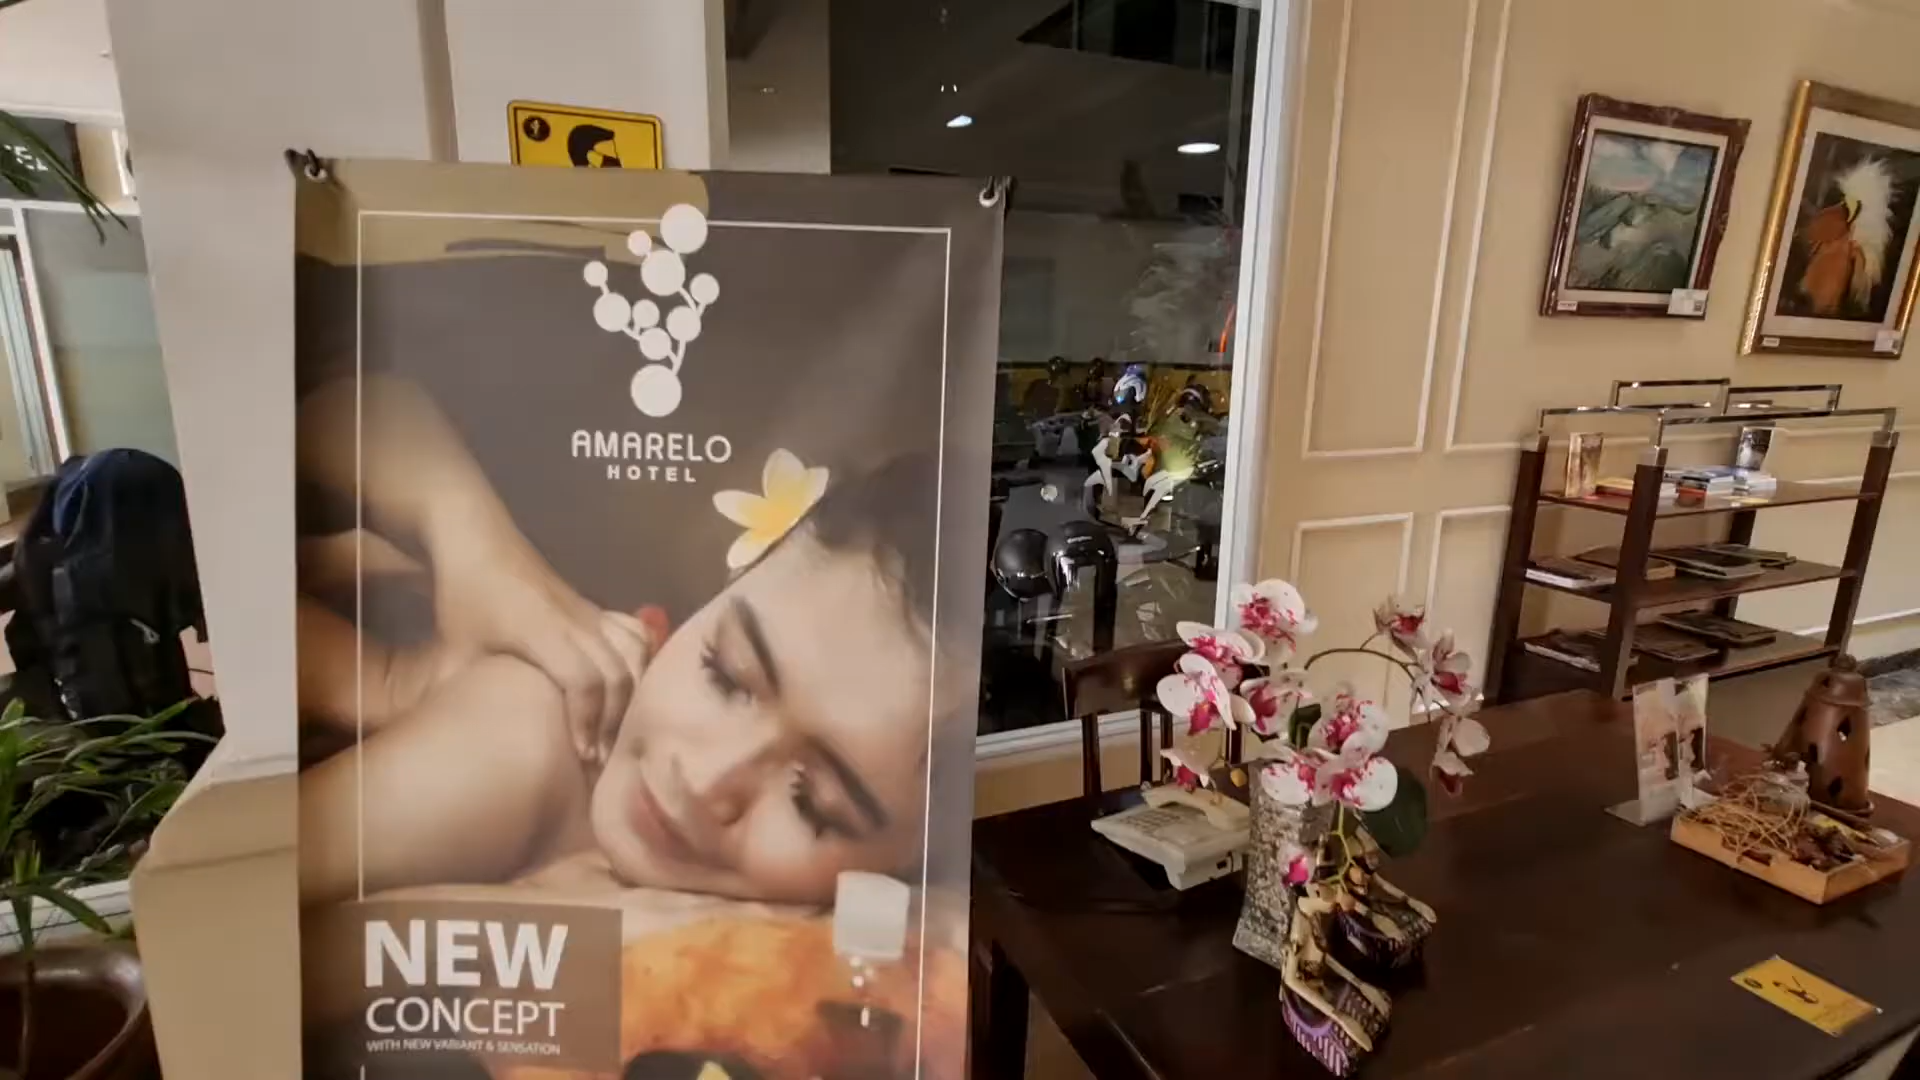 AMARELO
HOTEL
NEW
CONCEPT
WITH NEW VARIANT & SENSATION